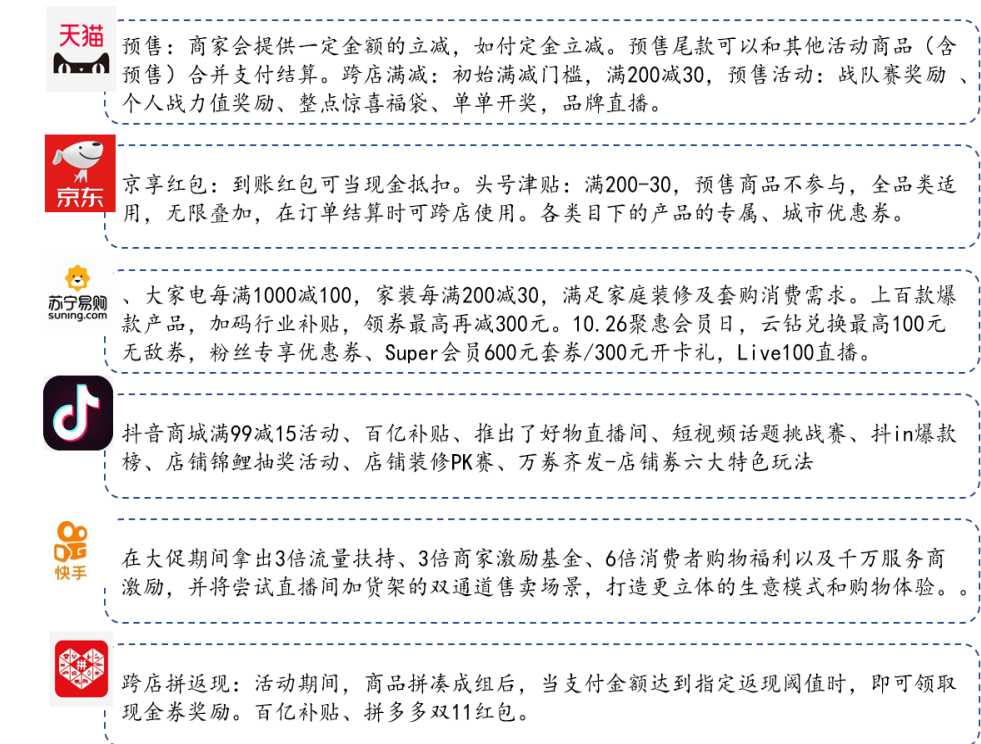 天猫
预售：商家会提供一定金额的立减，如付定金立减。预售尾款可以和其他活动商品（含
预售）合并支付结算。跨店满减：初始满减门槛，满200减30，预售活动：战队赛奖励 、
个人战力值奖励、整点惊喜福袋、单单开奖，品牌直播。
京东
京享红包：到账红包可当现金抵扣。头号津贴：满200-30，预售商品不参与，全品类适
用，无限叠加，在订单结算时可跨店使用。各类目下的产品的专属、城市优惠券。
苏宁易购
suning.com
、大家电每满1000减100，家装每满200减30，满足家庭装修及套购消费需求。上百款爆
款产品，加码行业补贴，领券最高再减300元。10.26聚惠会员日，云钻兑换最高100元
无敌券，粉丝专享优惠券、Super会员600元套券/300元开卡礼，Live100直播。
抖音商城满99减15活动、百亿补贴、推出了好物直播间、短视频话题挑战赛、抖in爆款
榜、店铺锦鲤抽奖活动、店铺装修PK赛、万券齐发-店铺券六大特色玩法
快手
在大促期间拿出3倍流量扶持、3倍商家激励基金、6倍消费者购物福利以及千万服务商
激励，并将尝试直播间加货架的双通道售卖场景，打造更立体的生意模式和购物体验。。
拼
跨店拼返现：活动期间，商品拼凑成组后，当支付金额达到指定返现阈值时，即可领取
现金券奖励。百亿补贴、拼多多双11红包。